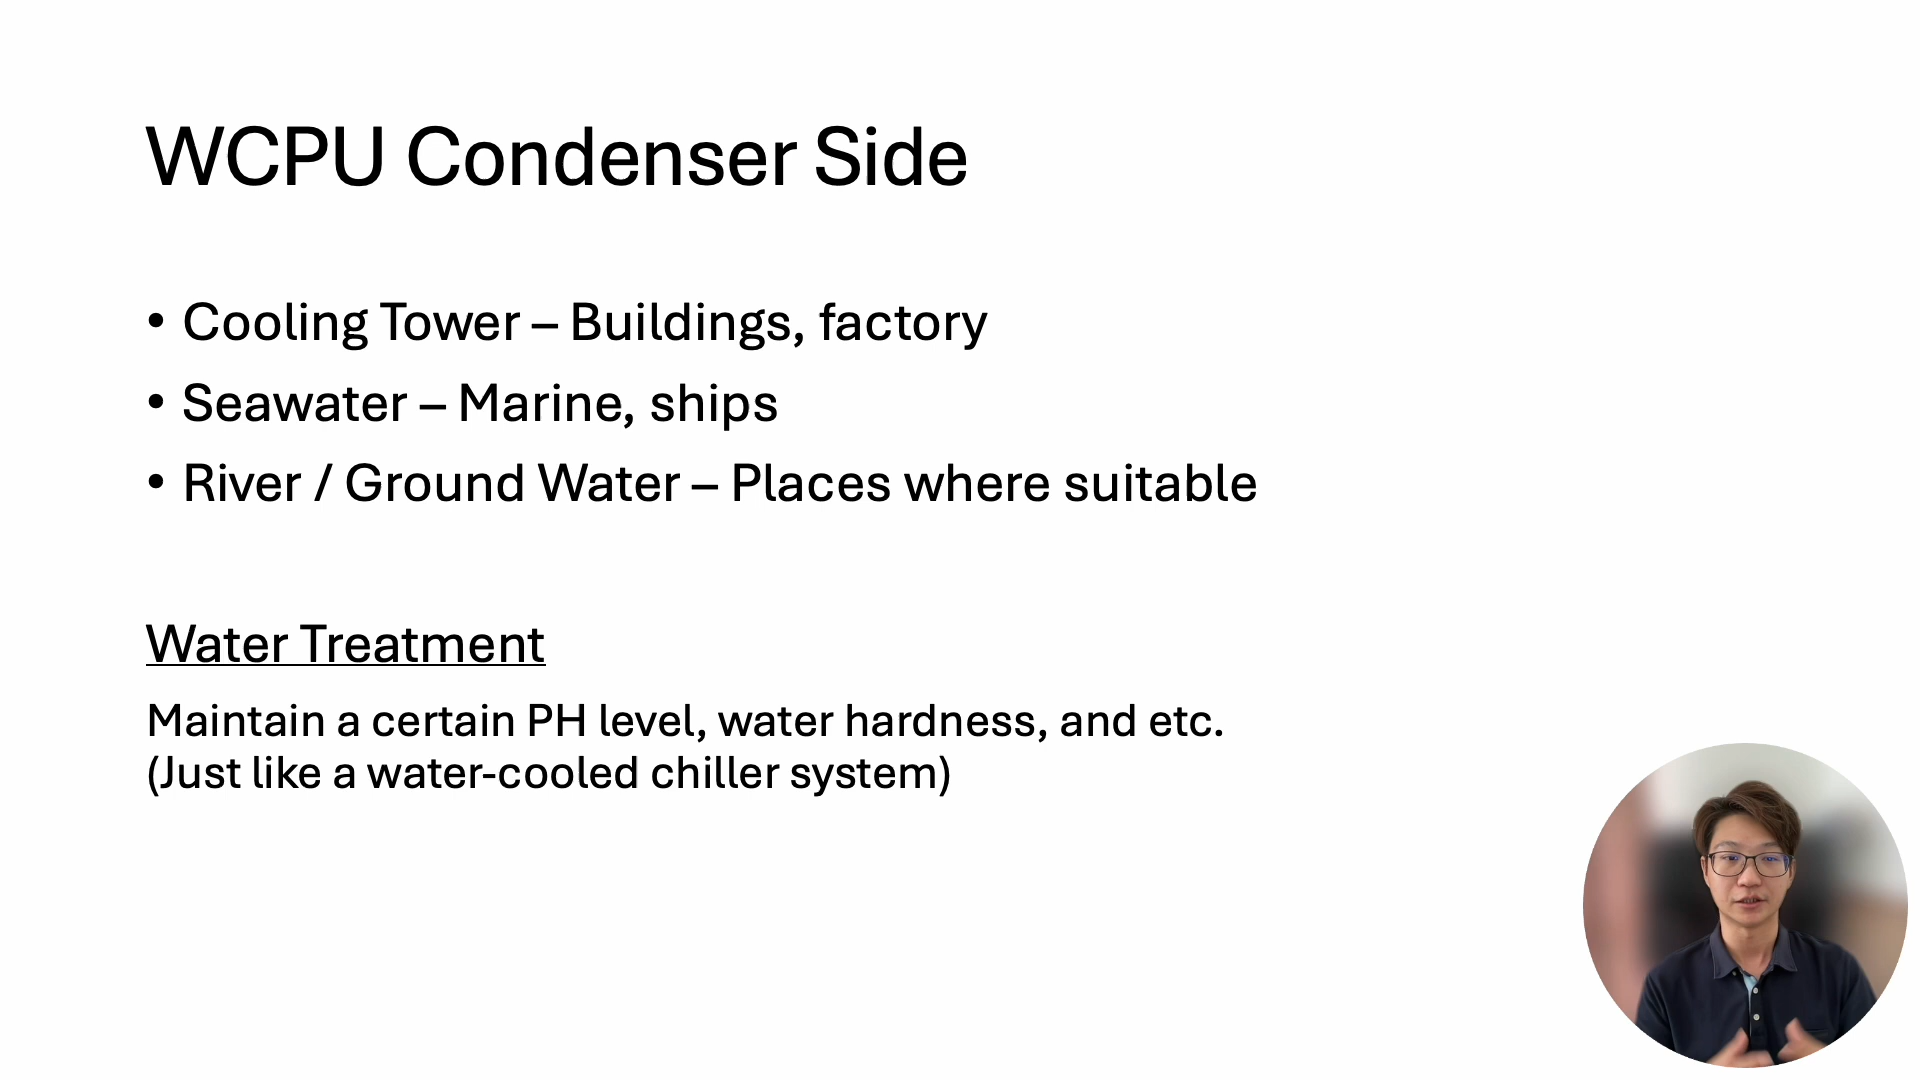 WCPU Condenser Side
• Cooling Tower – Buildings, factory
• Seawater – Marine, ships
• River / Ground Water – Places where suitable
Water Treatment
Maintain a certain PH level, water hardness, and etc.
(Just like a water-cooled chiller system)